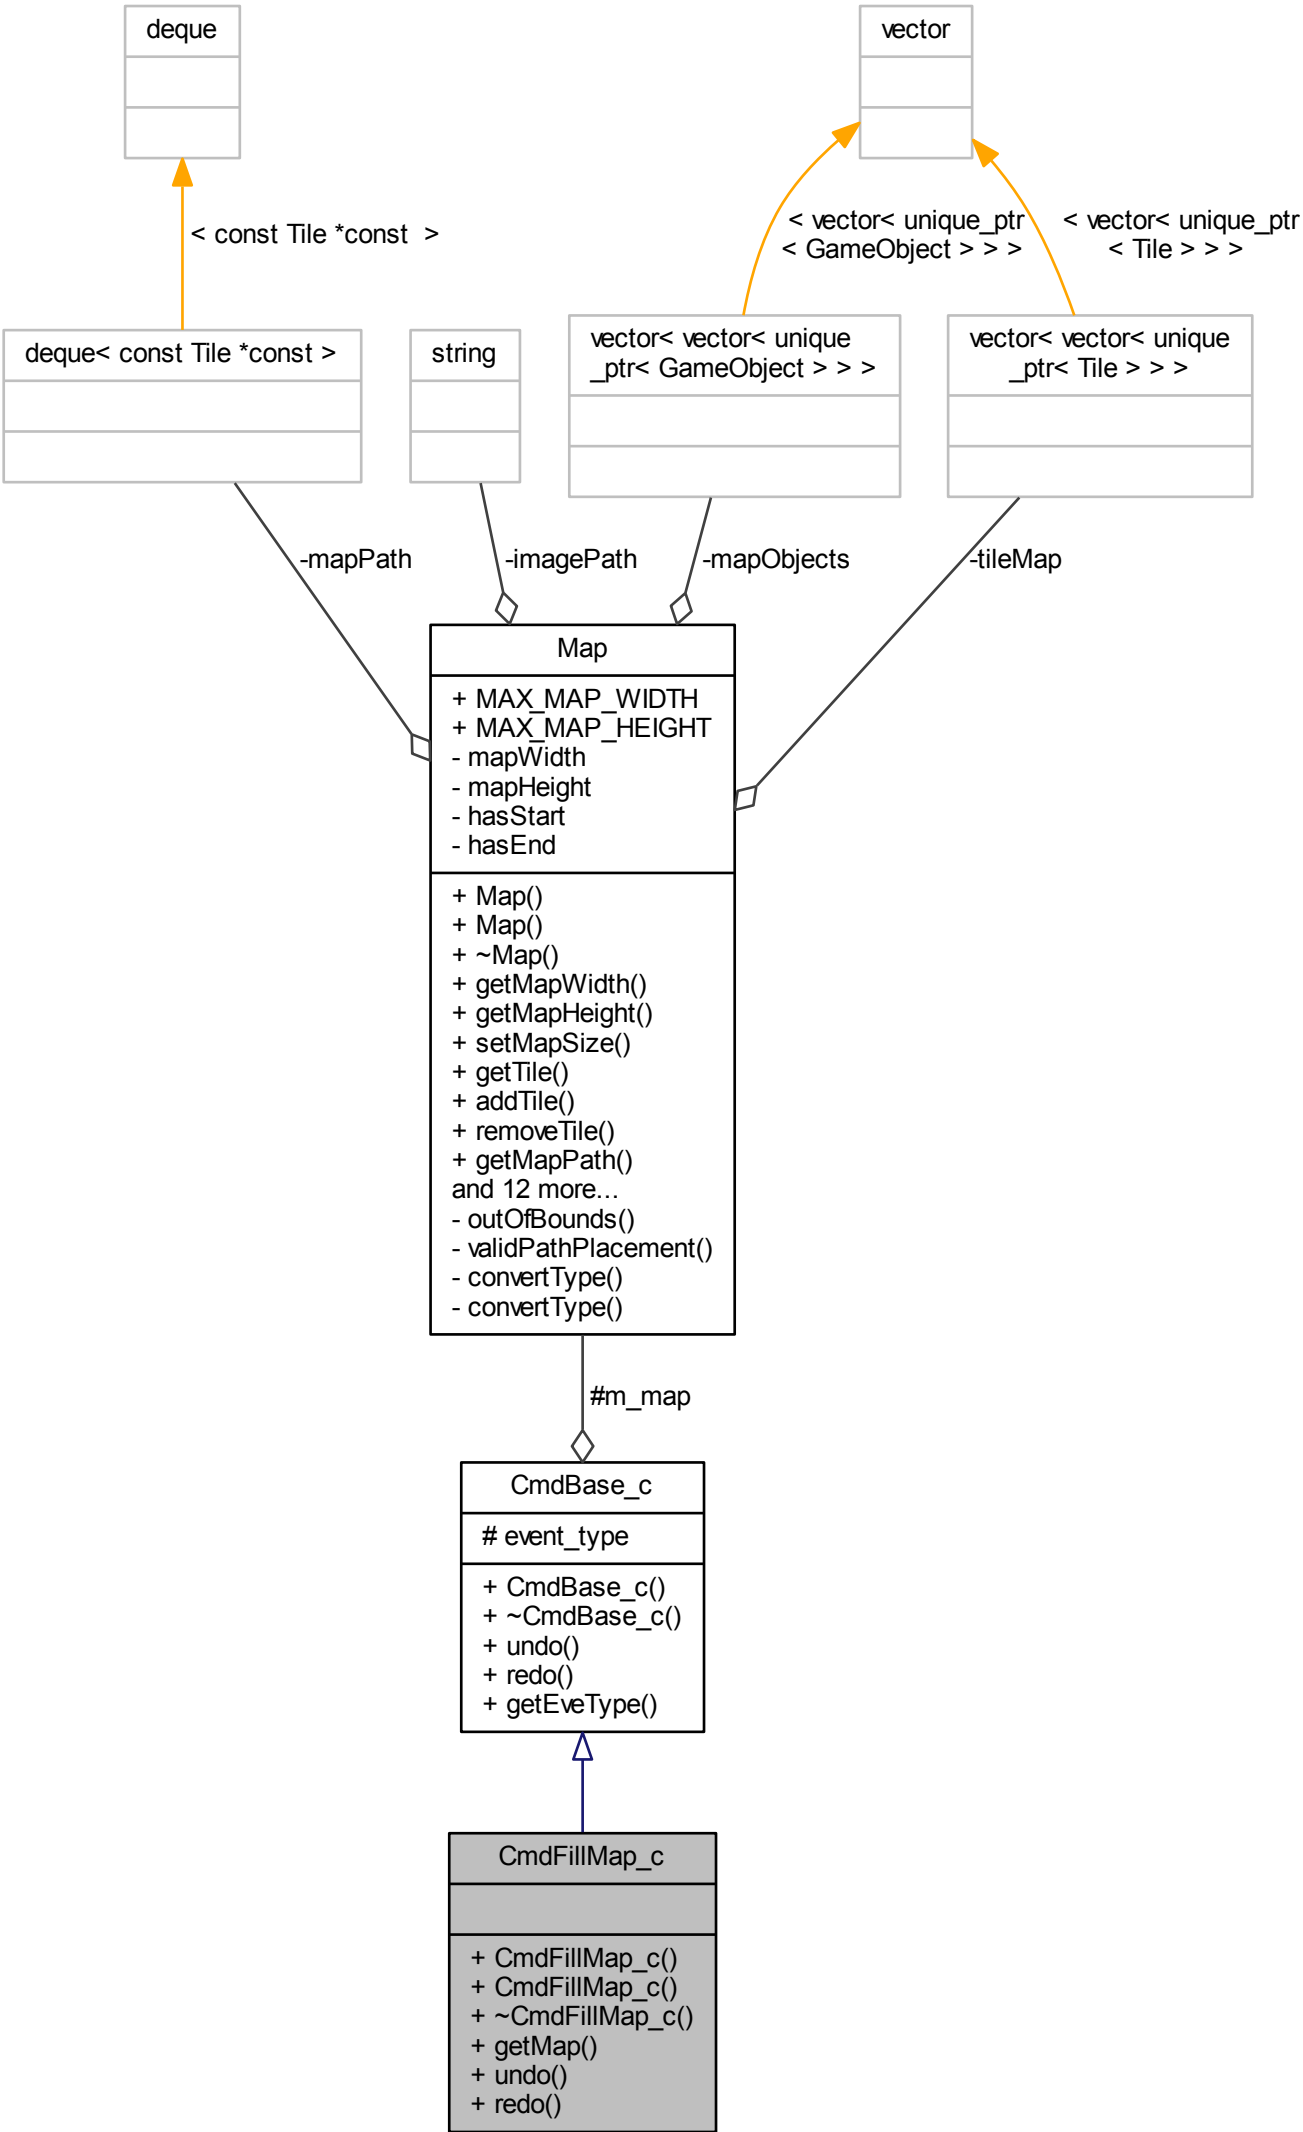 deque
vector
< const Tile *const >
< vector< unique_ptr
< GameObject > > >
< vector< unique_ptr
< Tile > > >
deque< const Tile *const >
string
vector< vector< unique
_ptr< GameObject > > >
vector< vector< unique
_ptr< Tile > > >
-mapPath
-imagePath
-mapObjects
-tileMap
Map
+ MAX_MAP_WIDTH
+ MAX_MAP_HEIGHT
- mapWidth
- mapHeight
- hasStart
- hasEnd
+ Map()
+ Map()
+ ~Map()
+ getMapWidth()
+ getMapHeight()
+ setMapSize()
+ getTile()
+ addTile()
+ removeTile()
+ getMapPath()
and 12 more...
- outOfBounds()
- validPathPlacement()
- convertType()
- convertType()
#m_map
CmdBase_c
# event_type
+ CmdBase_c()
+ ~CmdBase_c()
+ undo()
+ redo()
+ getEveType()
CmdFillMap_c
+ CmdFillMap_c()
+ CmdFillMap_c()
+ ~CmdFillMap_c()
+ getMap()
+ undo()
+ redo()